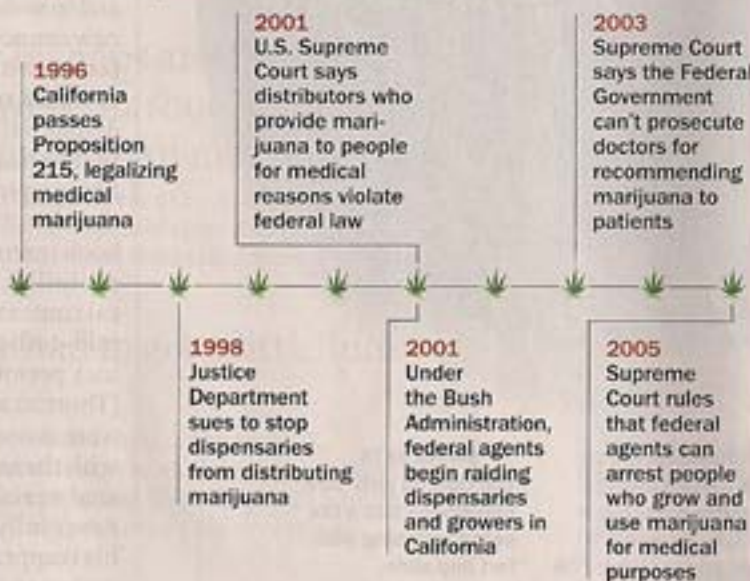 1996
California
passes
Proposition
215, legalizing
medical
marijuana
2001
U.S. Supreme
Court says
distributors who
provide mari-
juana to people
for medical
reasons violate
federal law
2003
Supreme Court
says the Federal
Government
can't prosecute
doctors for
recommending
marijuana to
patients
1998
Justice
Department
sues to stop
dispensaries
from distributing
marijuana
2001
Under
the Bush
Administration,
federal agents
begin raiding
dispensaries
and growers in
California
2005
Supreme
Court rules
that federal
agents can
arrest people
who grow and
use marijuana
for medical
purposes